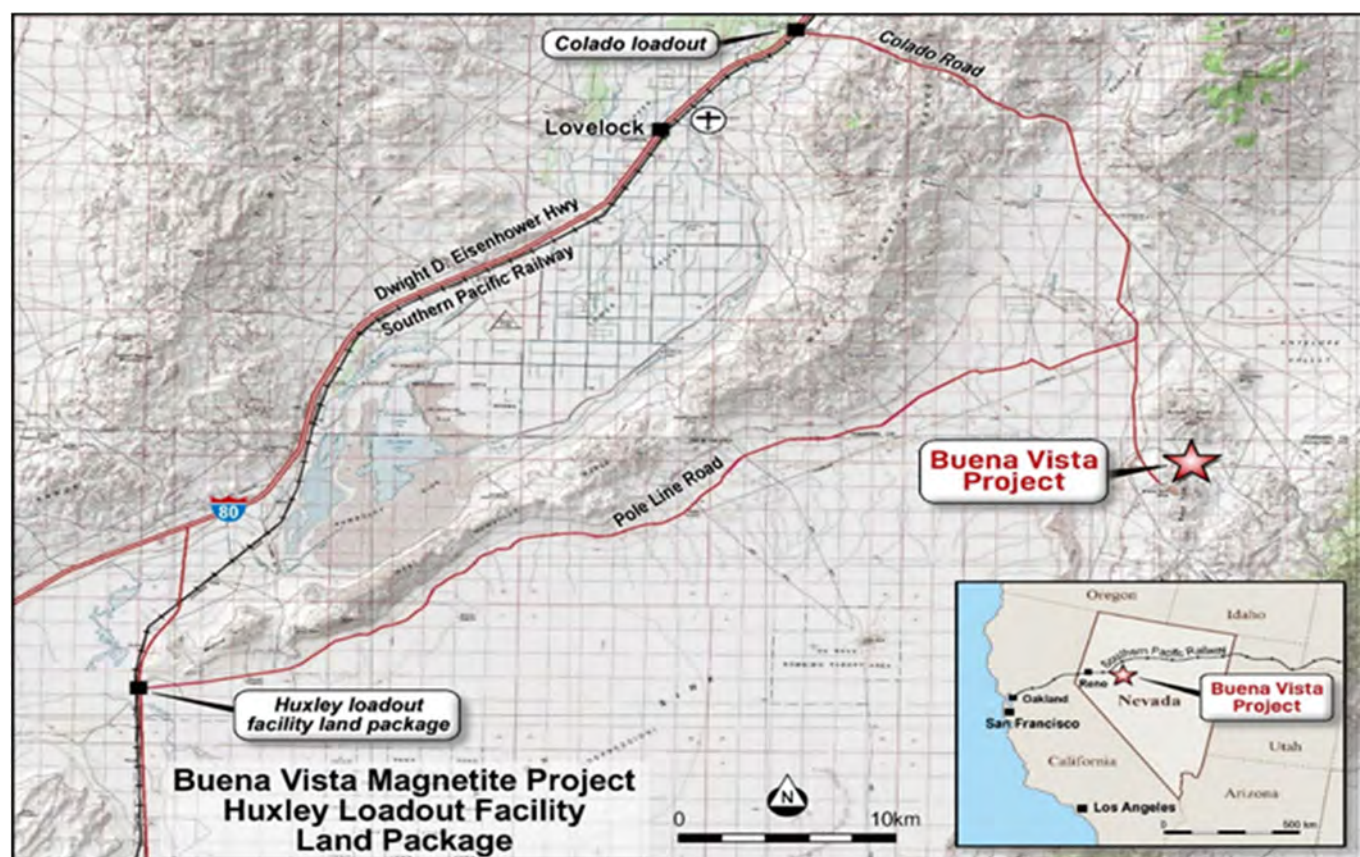 Colado loadout
Colado Road
Lovelock
Dwight D. Eisenhower Hwy
Southern Pacific Railway
80
Buena Vista
Project
Pole Line Road
Huxley loadout
facility land package
Buena Vista Magnetite Project
Huxley Loadout Facility
Land Package
N
0 10km
Oregon
Idaho
Southern Pacific Railway
Reno
Nevada
Buena Vista
Project
Oakland
San Francisco
California
Utah
Arizona
Los Angeles
0 500 km